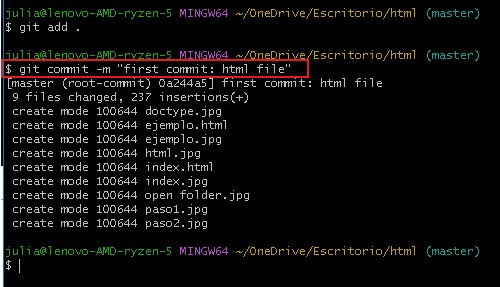 julia@lenovo-AMD-ryzen-5 MINGW64 ~/OneDrive/Escritorio/html (master)
$ git add .
julia@lenovo-AMD-ryzen-5 MINGW64 ~/OneDrive/Escritorio/html (master)
$ git commit -m "first commit: html file"
[master (root-commit) 0a244a5] first commit: html file
9 files changed, 237 insertions(+)
create mode 100644 doctype.jpg
create mode 100644 ejemplo.html
create mode 100644 ejemplo.jpg
create mode 100644 html.jpg
create mode 100644 index.html
create mode 100644 index.jpg
create mode 100644 open folder.jpg
create mode 100644 paso1.jpg
create mode 100644 paso2.jpg
julia@lenovo-AMD-ryzen-5 MINGW64 ~/OneDrive/Escritorio/html (master)
$